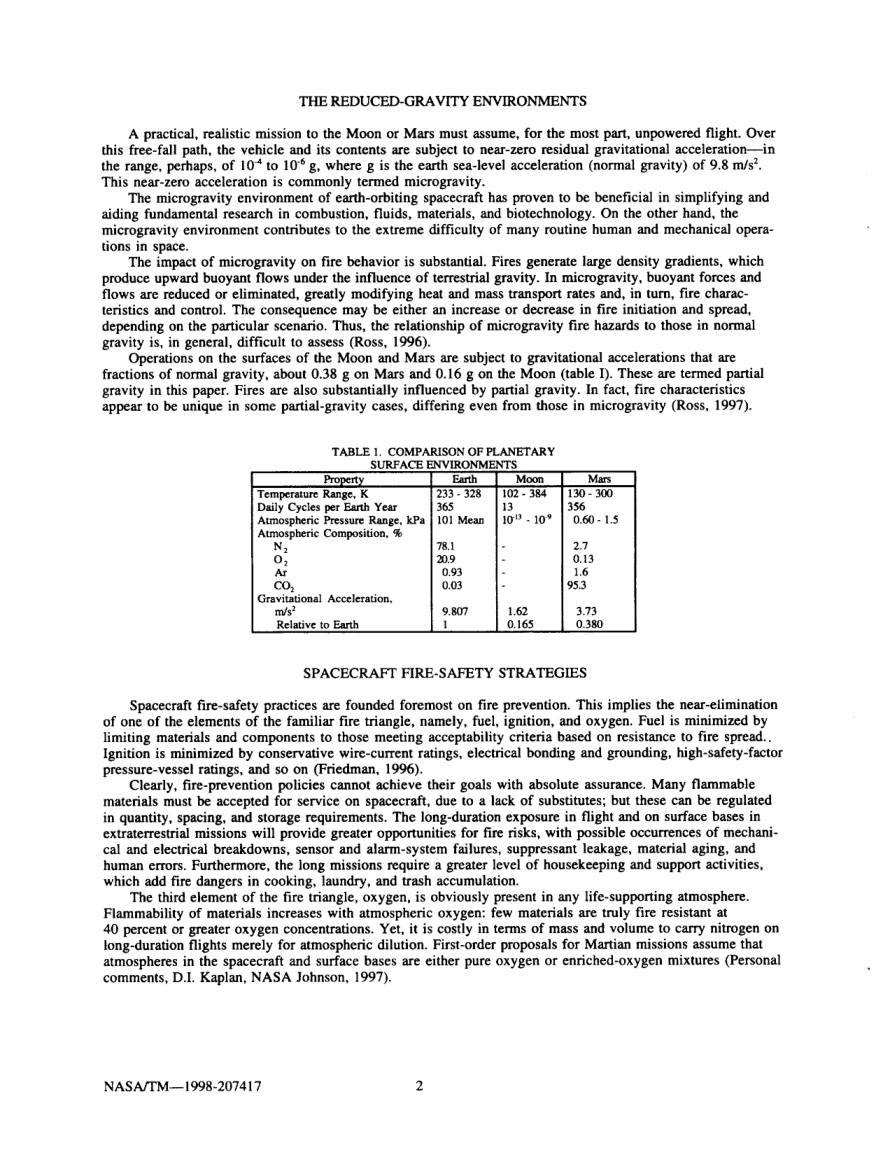 THE REDUCED-GRAVITY ENVIRONMENTS
A practical, realistic mission to the Moon or Mars must assume, for the most part, unpowered flight. Over
this free-fall path, the vehicle and its contents are subject to near-zero residual gravitational acceleration—in
the range, perhaps, of 10⁻⁴ to 10⁻⁶ g, where g is the earth sea-level acceleration (normal gravity) of 9.8 m/s².
This near-zero acceleration is commonly termed microgravity.
The microgravity environment of earth-orbiting spacecraft has proven to be beneficial in simplifying and
aiding fundamental research in combustion, fluids, materials, and biotechnology. On the other hand, the
microgravity environment contributes to the extreme difficulty of many routine human and mechanical opera-
tions in space.
The impact of microgravity on fire behavior is substantial. Fires generate large density gradients, which
produce upward buoyant flows under the influence of terrestrial gravity. In microgravity, buoyant forces and
flows are reduced or eliminated, greatly modifying heat and mass transport rates and, in turn, fire charac-
teristics and control. The consequence may be either an increase or decrease in fire initiation and spread,
depending on the particular scenario. Thus, the relationship of microgravity fire hazards to those in normal
gravity is, in general, difficult to assess (Ross, 1996).
Operations on the surfaces of the Moon and Mars are subject to gravitational accelerations that are
fractions of normal gravity, about 0.38 g on Mars and 0.16 g on the Moon (table I). These are termed partial
gravity in this paper. Fires are also substantially influenced by partial gravity. In fact, fire characteristics
appear to be unique in some partial-gravity cases, differing even from those in microgravity (Ross, 1997).
TABLE 1. COMPARISON OF PLANETARY
SURFACE ENVIRONMENTS
Property Earth Moon Mars
Temperature Range, K 233 - 328 102 - 384 130 - 300
Daily Cycles per Earth Year 365 13 356
Atmospheric Pressure Range, kPa 101 Mean 10⁻¹³ - 10⁻⁹ 0.60 - 1.5
Atmospheric Composition, %
N₂ 78.1 - 2.7
O₂ 20.9 - 0.13
Ar 0.93 - 1.6
CO₂ 0.03 - 95.3
Gravitational Acceleration,
m/s² 9.807 1.62 3.73
Relative to Earth 1 0.165 0.380
SPACECRAFT FIRE-SAFETY STRATEGIES
Spacecraft fire-safety practices are founded foremost on fire prevention. This implies the near-elimination
of one of the elements of the familiar fire triangle, namely, fuel, ignition, and oxygen. Fuel is minimized by
limiting materials and components to those meeting acceptability criteria based on resistance to fire spread..
Ignition is minimized by conservative wire-current ratings, electrical bonding and grounding, high-safety-factor
pressure-vessel ratings, and so on (Friedman, 1996).
Clearly, fire-prevention policies cannot achieve their goals with absolute assurance. Many flammable
materials must be accepted for service on spacecraft, due to a lack of substitutes; but these can be regulated
in quantity, spacing, and storage requirements. The long-duration exposure in flight and on surface bases in
extraterrestrial missions will provide greater opportunities for fire risks, with possible occurrences of mechani-
cal and electrical breakdowns, sensor and alarm-system failures, suppressant leakage, material aging, and
human errors. Furthermore, the long missions require a greater level of housekeeping and support activities,
which add fire dangers in cooking, laundry, and trash accumulation.
The third element of the fire triangle, oxygen, is obviously present in any life-supporting atmosphere.
Flammability of materials increases with atmospheric oxygen: few materials are truly fire resistant at
40 percent or greater oxygen concentrations. Yet, it is costly in terms of mass and volume to carry nitrogen on
long-duration flights merely for atmospheric dilution. First-order proposals for Martian missions assume that
atmospheres in the spacecraft and surface bases are either pure oxygen or enriched-oxygen mixtures (Personal
comments, D.I. Kaplan, NASA Johnson, 1997).
NASA/TM—1998-207417 2